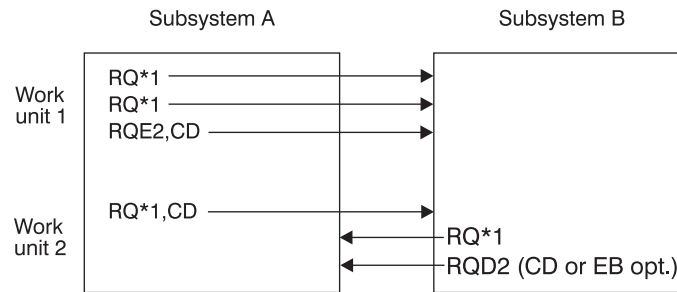 Subsystem A
Subsystem B
Work
unit 1
RQ*1
RQ*1
RQE2,CD
Work
unit 2
RQ*1,CD
RQ*1
RQD2 (CD or EB opt.)